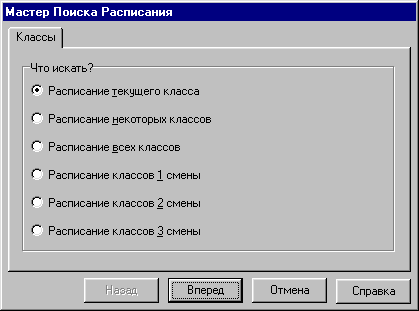 Мастер Поиска Расписания
Классы
Что искать?
Расписание текущего класса
Расписание некоторых классов
Расписание всех классов
Расписание классов 1 смены
Расписание классов 2 смены
Расписание классов 3 смены
Назад Вперед Отмена Справка